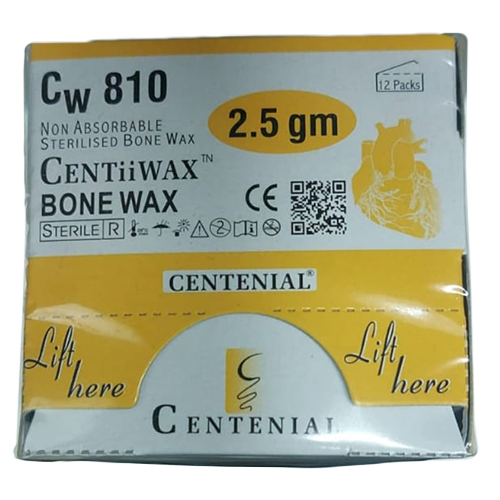 CW 810
12 Packs
NON ABSORBABLE
STERILISED BONE WAX
2.5 gm
CENTiiWAX™
BONE WAX
CE
STERILE R
CENTENIAL®
Lift
here
Lift
here
CENTENIAL